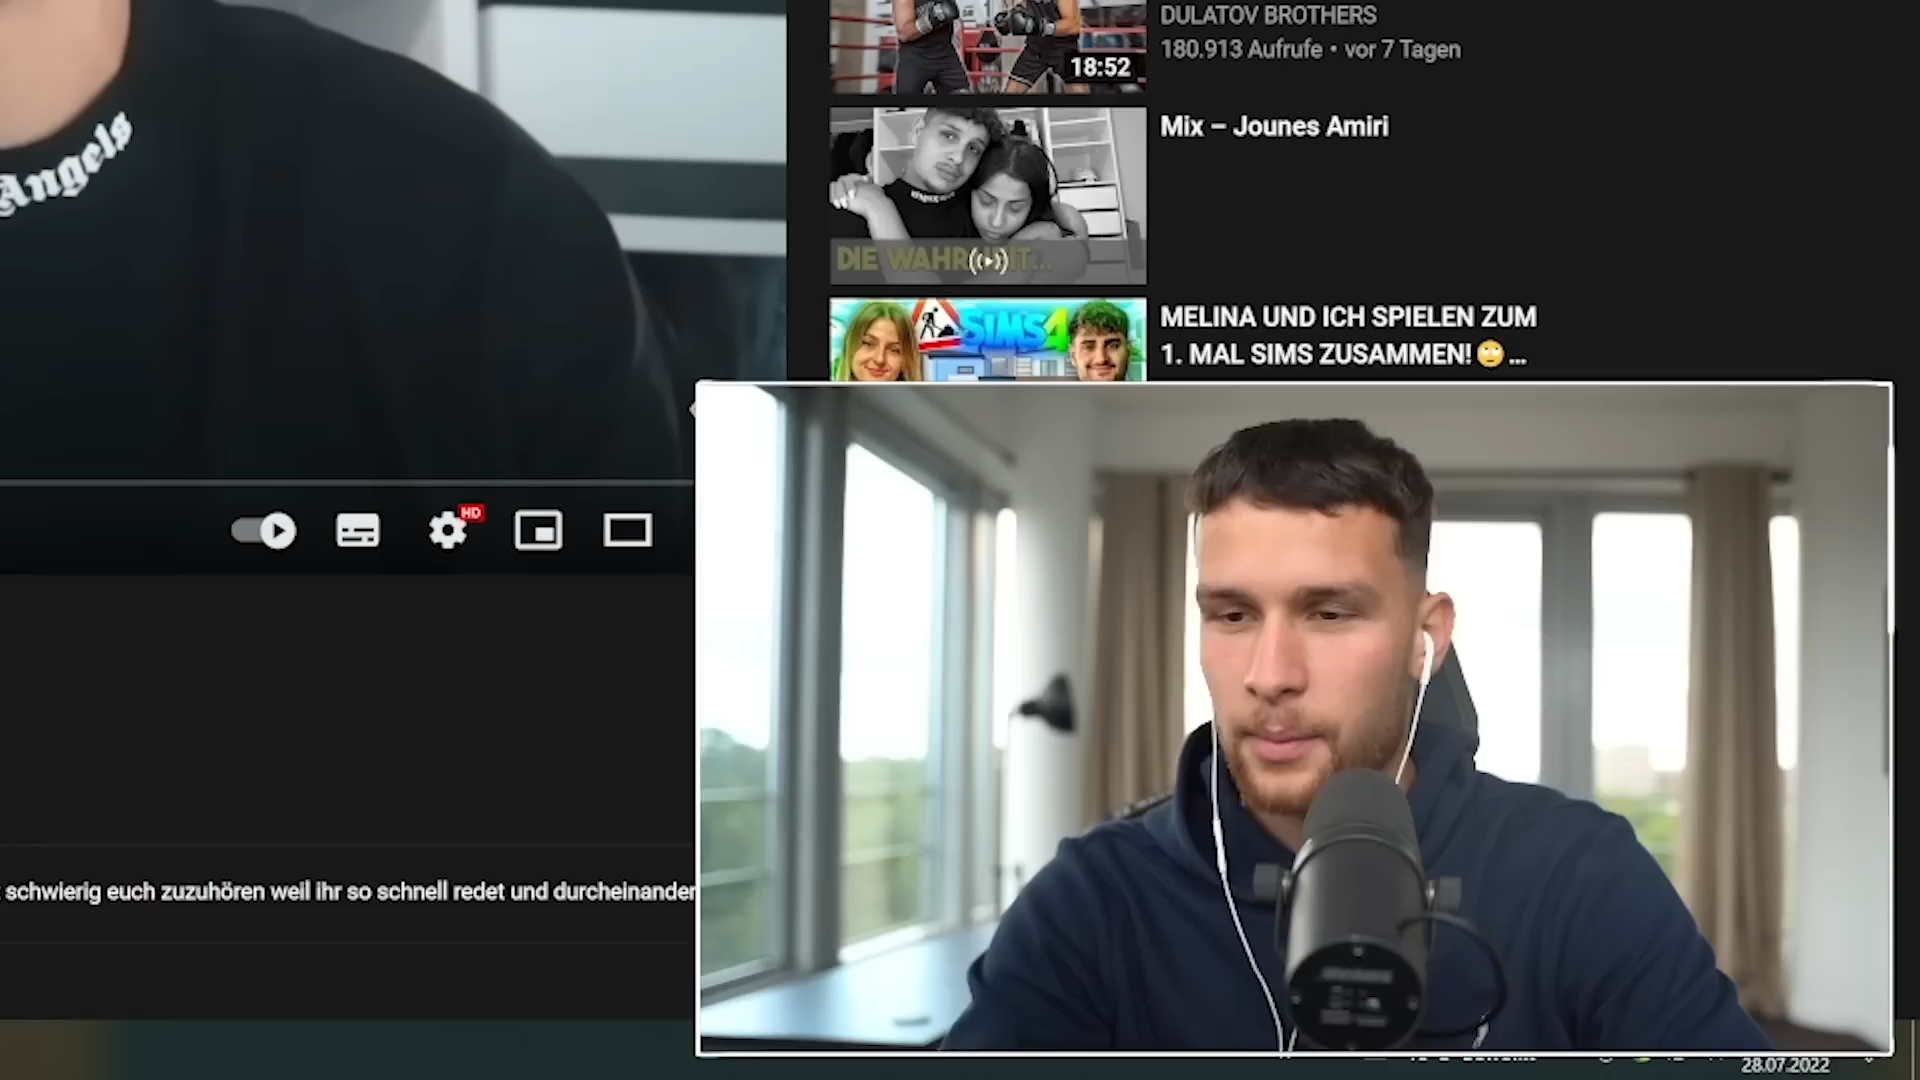 DULATOV BROTHERS
180.913 Aufrufe • vor 7 Tagen
18:52
Angels
Mix – Jounes Amiri
DIE WAHRHEIT...
SIMS4
MELINA UND ICH SPIELEN ZUM
1. MAL SIMS ZUSAMMEN! 🙄 ...
HD
schwierig euch zuzuhören weil ihr so schnell redet und durcheinander
28.07.2022